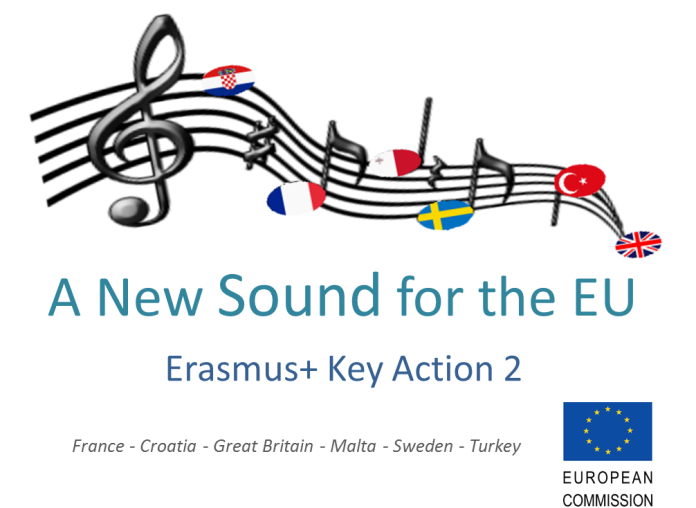 A New Sound for the EU
Erasmus+ Key Action 2
France - Croatia - Great Britain - Malta - Sweden - Turkey
EUROPEAN
COMMISSION